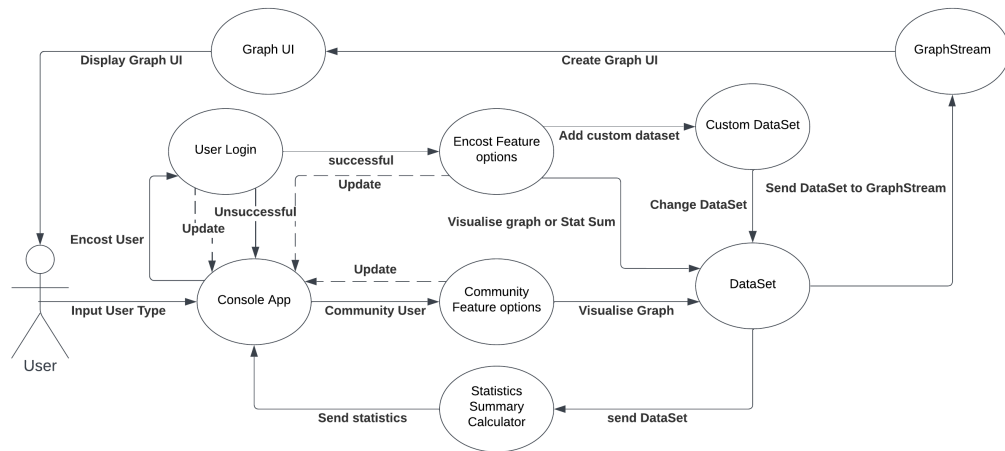 Graph UI
GraphStream
Display Graph UI
Create Graph UI
Custom DataSet
User Login
Encost Feature
options
Add custom dataset
successful
Update
Send DataSet to GraphStream
Unsuccessful
Change DataSet
Update
Visualise graph or Stat Sum
Encost User
Update
DataSet
Console App
Community
Feature options
Input User Type
Community User
Visualise Graph
User
Statistics
Summary
Calculator
Send statistics
send DataSet